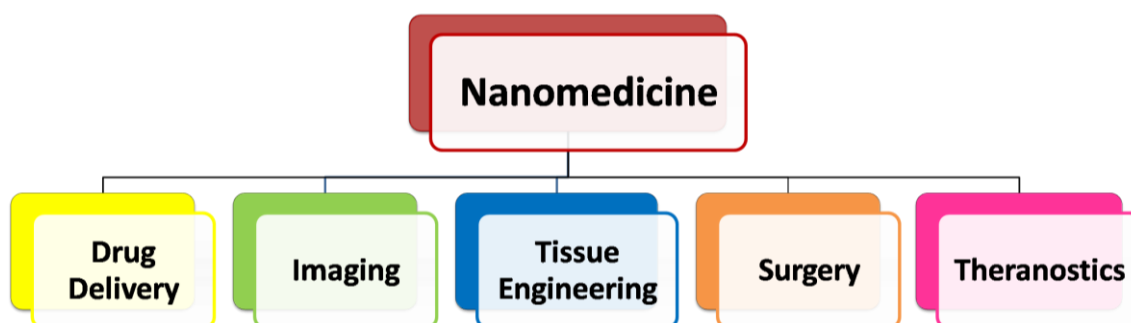 Nanomedicine
Drug
Delivery
Imaging
Tissue
Engineering
Surgery
Theranostics